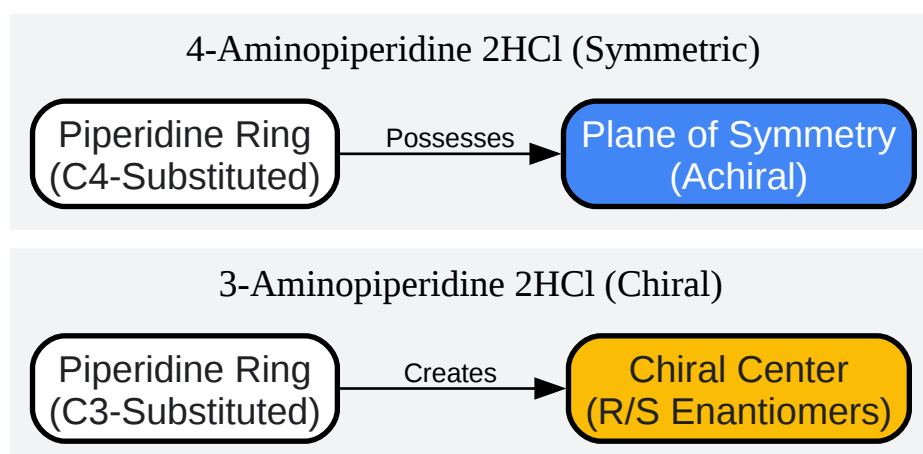 4-Aminopiperidine 2HCl (Symmetric)
Piperidine Ring
(C4-Substituted)
Possesses
Plane of Symmetry
(Achiral)
3-Aminopiperidine 2HCl (Chiral)
Piperidine Ring
(C3-Substituted)
Creates
Chiral Center
(R/S Enantiomers)